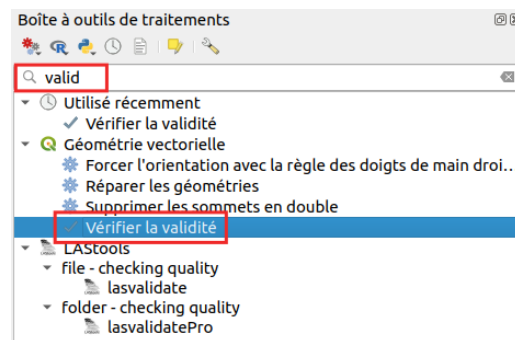 Boîte à outils de traitements
valid
Utilisé récemment
Vérifier la validité
Géométrie vectorielle
Forcer l'orientation avec la règle des doigts de main droi...
Réparer les géométries
Supprimer les sommets en double
Vérifier la validité
LAStools
file - checking quality
lasvalidate
folder - checking quality
lasvalidatePro